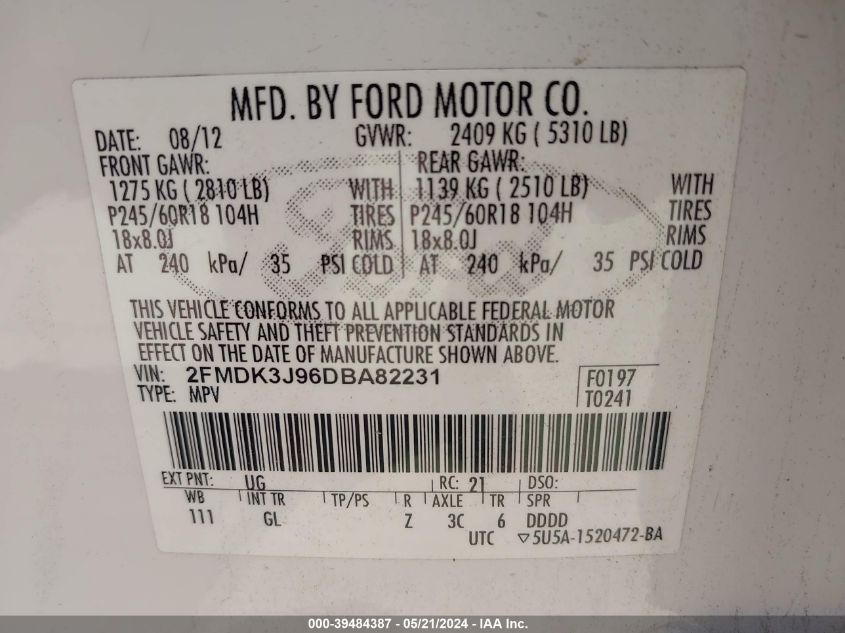 MFD. BY FORD MOTOR CO.
DATE: 08/12 GVWR: 2409 KG ( 5310 LB)
FRONT GAWR: REAR GAWR:
1275 KG ( 2810 LB) WITH 1139 KG ( 2510 LB) WITH
P245/60R18 104H TIRES P245/60R18 104H TIRES
18x8.0J RIMS 18x8.0J RIMS
AT 240 kPa/ 35 PSI COLD AT 240 kPa/ 35 PSI COLD
THIS VEHICLE CONFORMS TO ALL APPLICABLE FEDERAL MOTOR
VEHICLE SAFETY AND THEFT PREVENTION STANDARDS IN
EFFECT ON THE DATE OF MANUFACTURE SHOWN ABOVE.
VIN: 2FMDK3J96DBA82231 F0197
TYPE: MPV T0241
EXT PNT: UG RC: 21 DSO:
WB INT TR TP/PS R AXLE TR SPR
111 GL Z 3C 6 DDDD
UTC ▽5U5A-1520472-BA
000-39484387 - 05/21/2024 - IAA Inc.